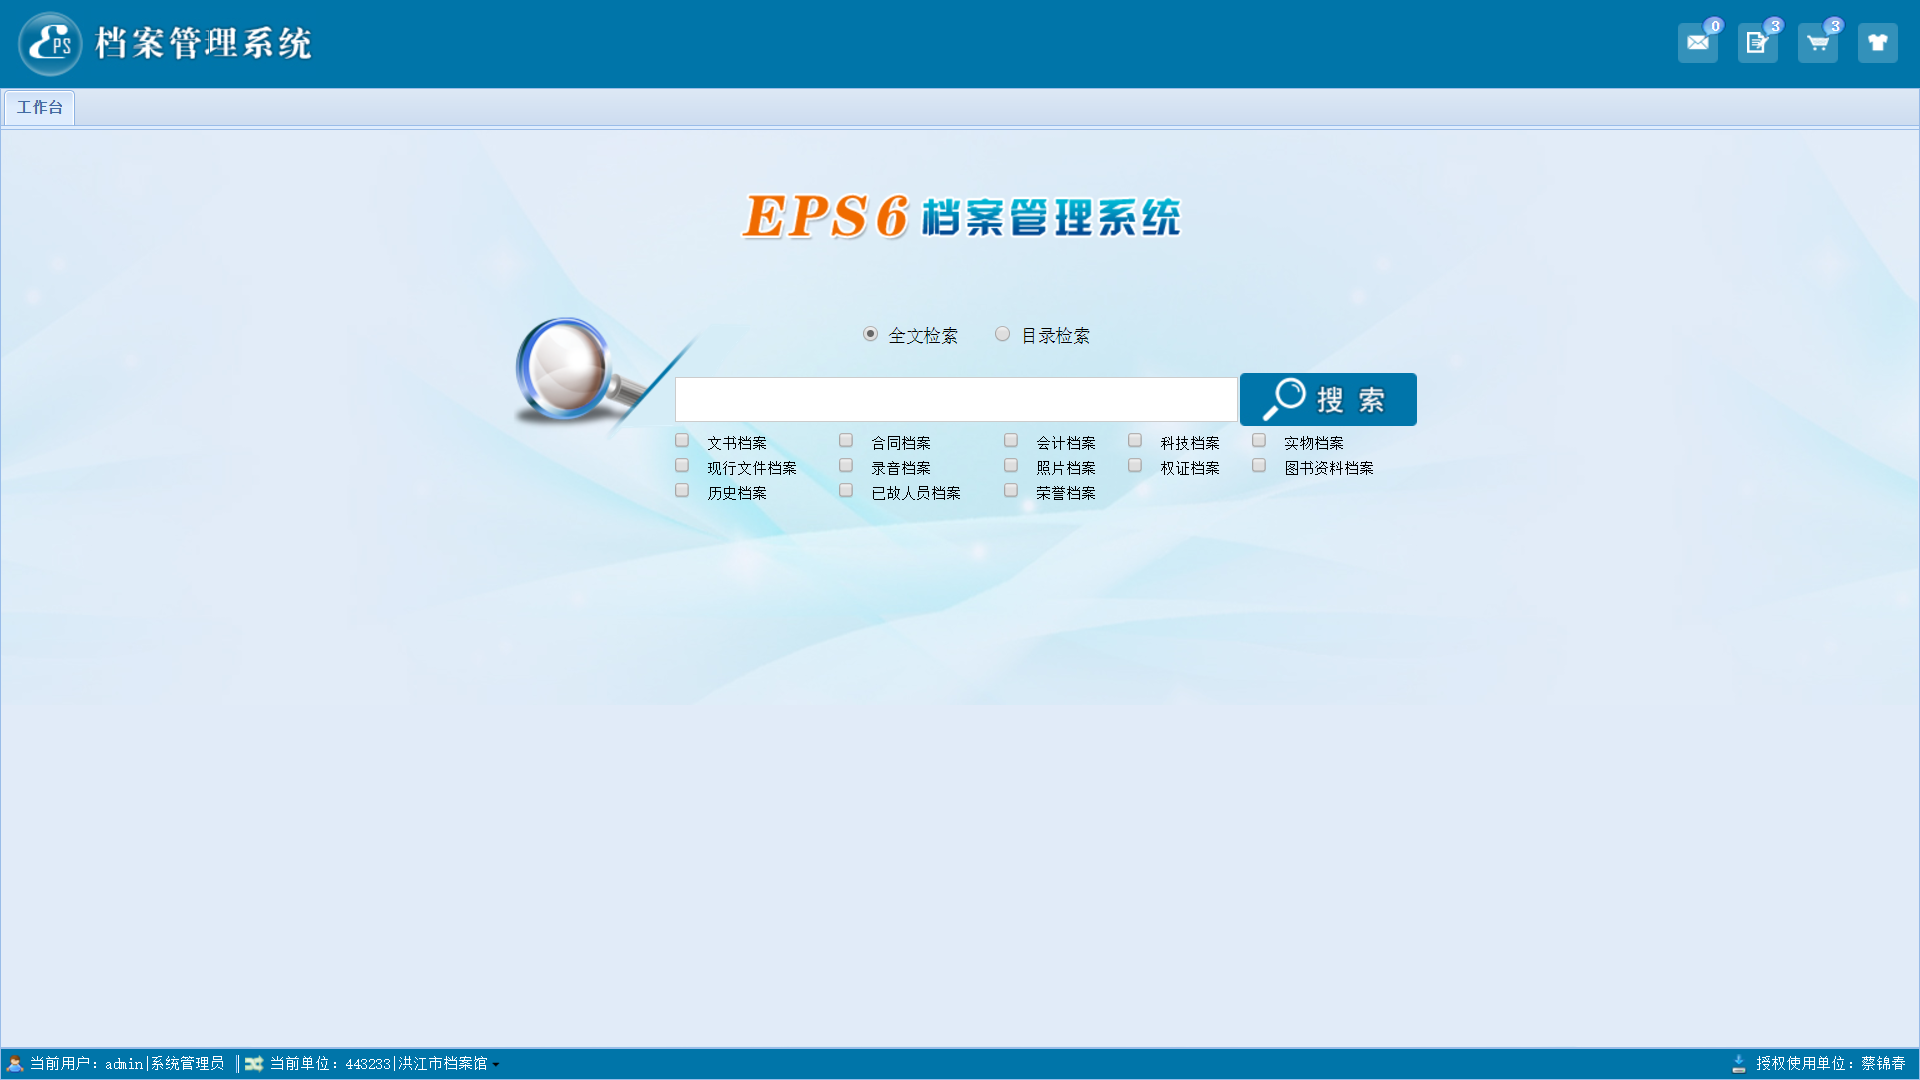 EPS 档案管理系统
0 3 3
工作台
EPS6 档案管理系统
全文检索 目录检索
搜 索
文书档案 合同档案 会计档案 科技档案 实物档案
现行文件档案 录音档案 照片档案 权证档案 图书资料档案
历史档案 已故人员档案 荣誉档案
当前用户: admin|系统管理员 当前单位: 443233|洪江市档案馆 授权使用单位: 蔡锦春